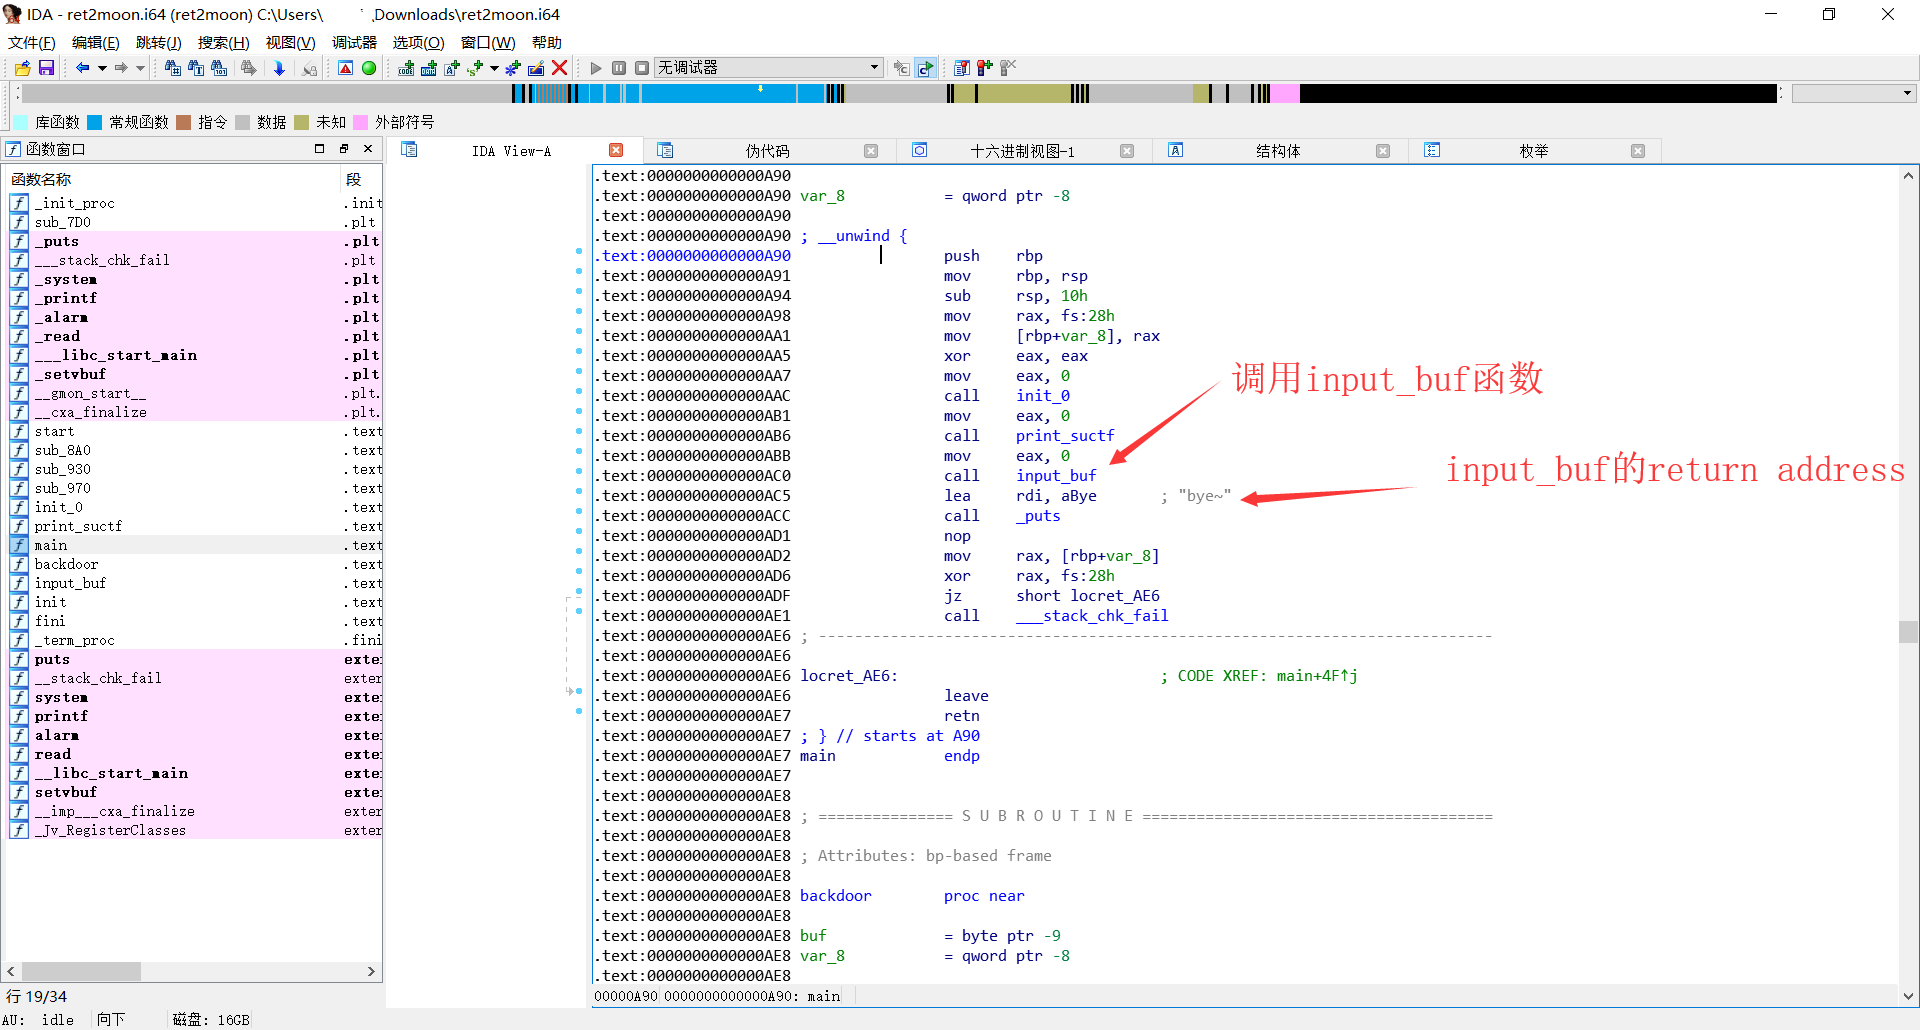 IDA - ret2moon.i64 (ret2moon) C:\Users\ Downloads\ret2moon.i64
文件(F) 编辑(E) 跳转(J) 搜索(H) 视图(V) 调试器 选项(O) 窗口(W) 帮助
无调试器
库函数 常规函数 指令 数据 未知 外部符号
函数窗口
IDA View-A 伪代码 十六进制视图-1 结构体 枚举
函数名称 段
_init_proc .init
sub_7D0 .plt
_puts .plt
___stack_chk_fail .plt
_system .plt
_printf .plt
_alarm .plt
_read .plt
___libc_start_main .plt
_setvbuf .plt
__gmon_start__ .plt.
__cxa_finalize .plt.
start .text
sub_8A0 .text
sub_930 .text
sub_970 .text
init_0 .text
print_suctf .text
main .text
backdoor .text
input_buf .text
init .text
fini .text
_term_proc .fini
puts exter
__stack_chk_fail exter
system exter
printf exter
alarm exter
read exter
__libc_start_main exter
setvbuf exter
__imp___cxa_finalize exter
_Jv_RegisterClasses exter
行 19/34
.text:0000000000000A90
.text:0000000000000A90 var_8 = qword ptr -8
.text:0000000000000A90
.text:0000000000000A90 ; __unwind {
.text:0000000000000A90 push rbp
.text:0000000000000A91 mov rbp, rsp
.text:0000000000000A94 sub rsp, 10h
.text:0000000000000A98 mov rax, fs:28h
.text:0000000000000AA1 mov [rbp+var_8], rax
.text:0000000000000AA5 xor eax, eax
.text:0000000000000AA7 mov eax, 0
.text:0000000000000AAC call init_0
.text:0000000000000AB1 mov eax, 0
.text:0000000000000AB6 call print_suctf
.text:0000000000000ABB mov eax, 0
.text:0000000000000AC0 call input_buf
.text:0000000000000AC5 lea rdi, aBye ; "bye~"
.text:0000000000000ACC call _puts
.text:0000000000000AD1 nop
.text:0000000000000AD2 mov rax, [rbp+var_8]
.text:0000000000000AD6 xor rax, fs:28h
.text:0000000000000ADF jz short locret_AE6
.text:0000000000000AE1 call ___stack_chk_fail
.text:0000000000000AE6 ; ---------------------------------------------------------------------------
.text:0000000000000AE6
.text:0000000000000AE6 locret_AE6: ; CODE XREF: main+4F↑j
.text:0000000000000AE6 leave
.text:0000000000000AE7 retn
.text:0000000000000AE7 ; } // starts at A90
.text:0000000000000AE7 main endp
.text:0000000000000AE7
.text:0000000000000AE8
.text:0000000000000AE8 ; =============== S U B R O U T I N E =======================================
.text:0000000000000AE8
.text:0000000000000AE8 ; Attributes: bp-based frame
.text:0000000000000AE8
.text:0000000000000AE8 backdoor proc near
.text:0000000000000AE8
.text:0000000000000AE8 buf = byte ptr -9
.text:0000000000000AE8 var_8 = qword ptr -8
.text:0000000000000AE8
调用input_buf函数
input_buf的return address
00000A90 0000000000000A90: main
AU: idle 向下 磁盘: 16GB